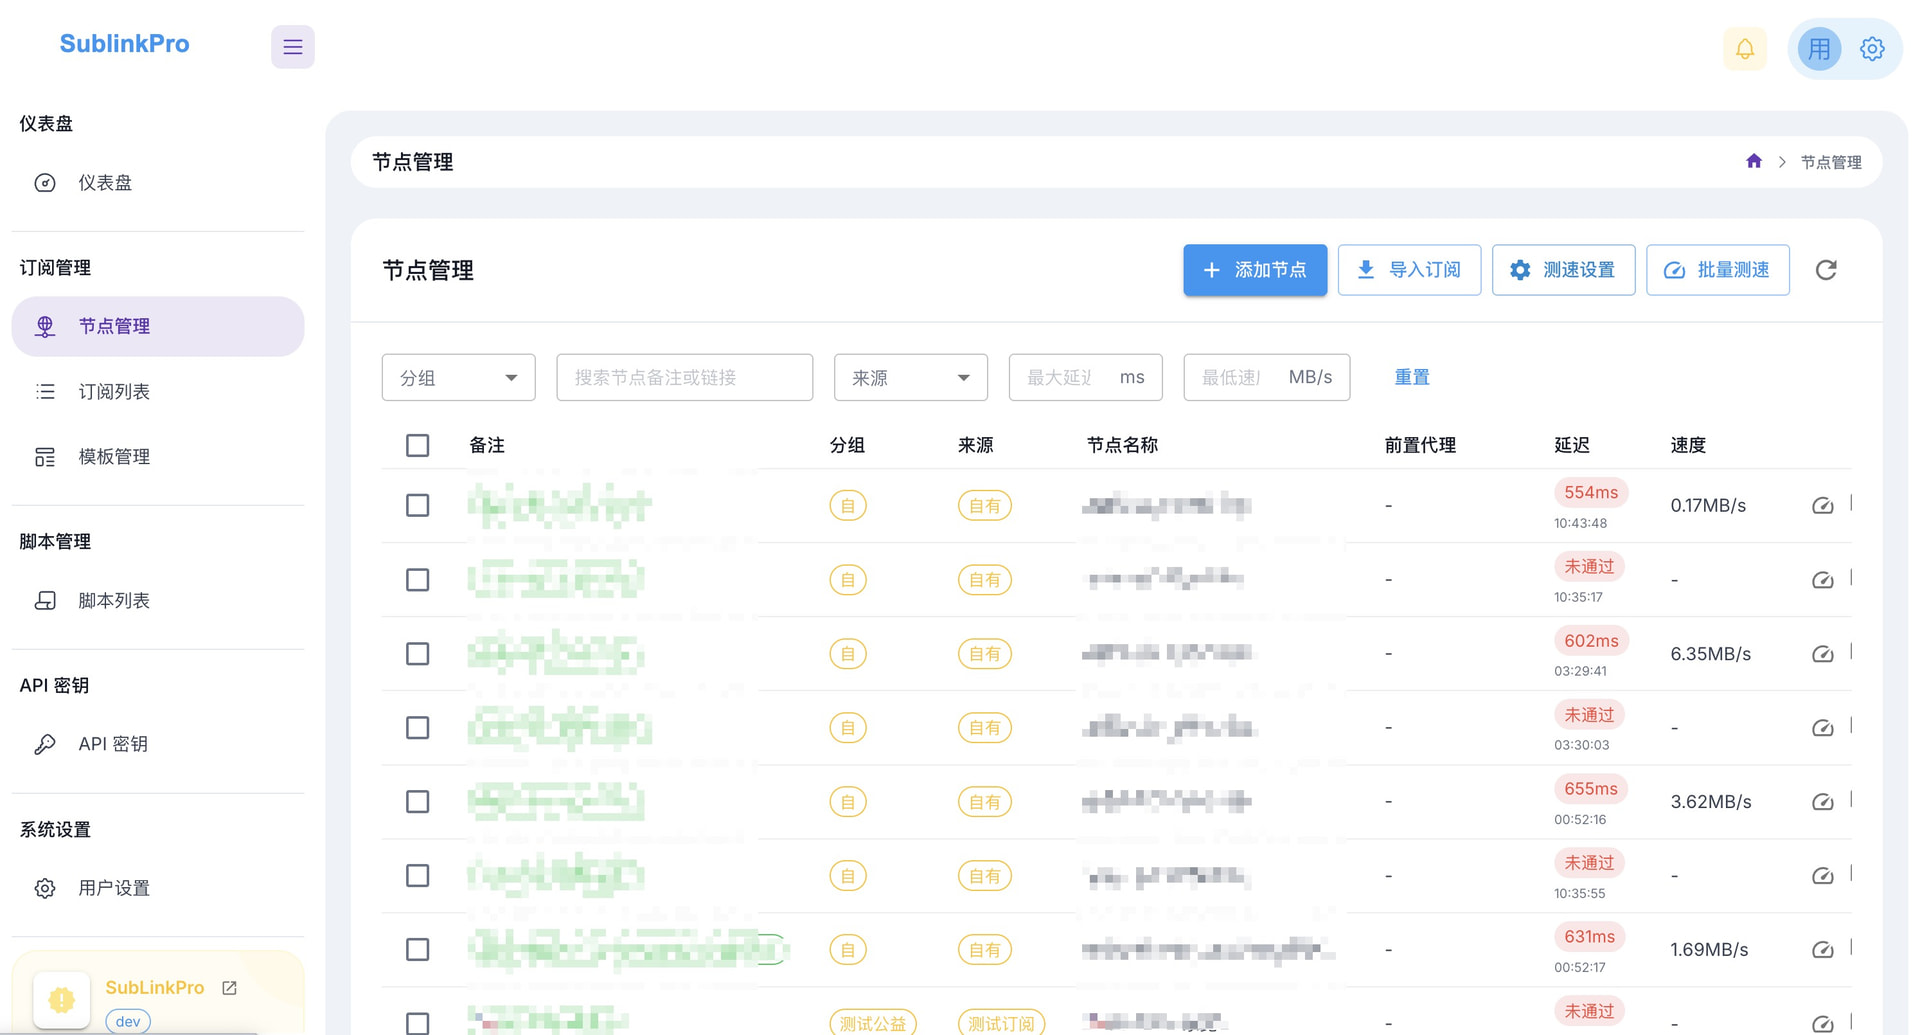 SublinkPro
用
仪表盘
仪表盘
订阅管理
节点管理
订阅列表
模板管理
脚本管理
脚本列表
API 密钥
API 密钥
系统设置
用户设置
SubLinkPro
dev
节点管理
节点管理
节点管理
添加节点
导入订阅
测速设置
批量测速
分组
搜索节点备注或链接
来源
最大延迟 ms
最低速 MB/s
重置
备注 分组 来源 节点名称 前置代理 延迟 速度
自 自有 - 554ms 10:43:48 0.17MB/s
自 自有 - 未通过 10:35:17 -
自 自有 - 602ms 03:29:41 6.35MB/s
自 自有 - 未通过 03:30:03 -
自 自有 - 655ms 00:52:16 3.62MB/s
自 自有 - 未通过 10:35:55 -
自 自有 - 631ms 00:52:17 1.69MB/s
测试公益 测试订阅 - 未通过 -